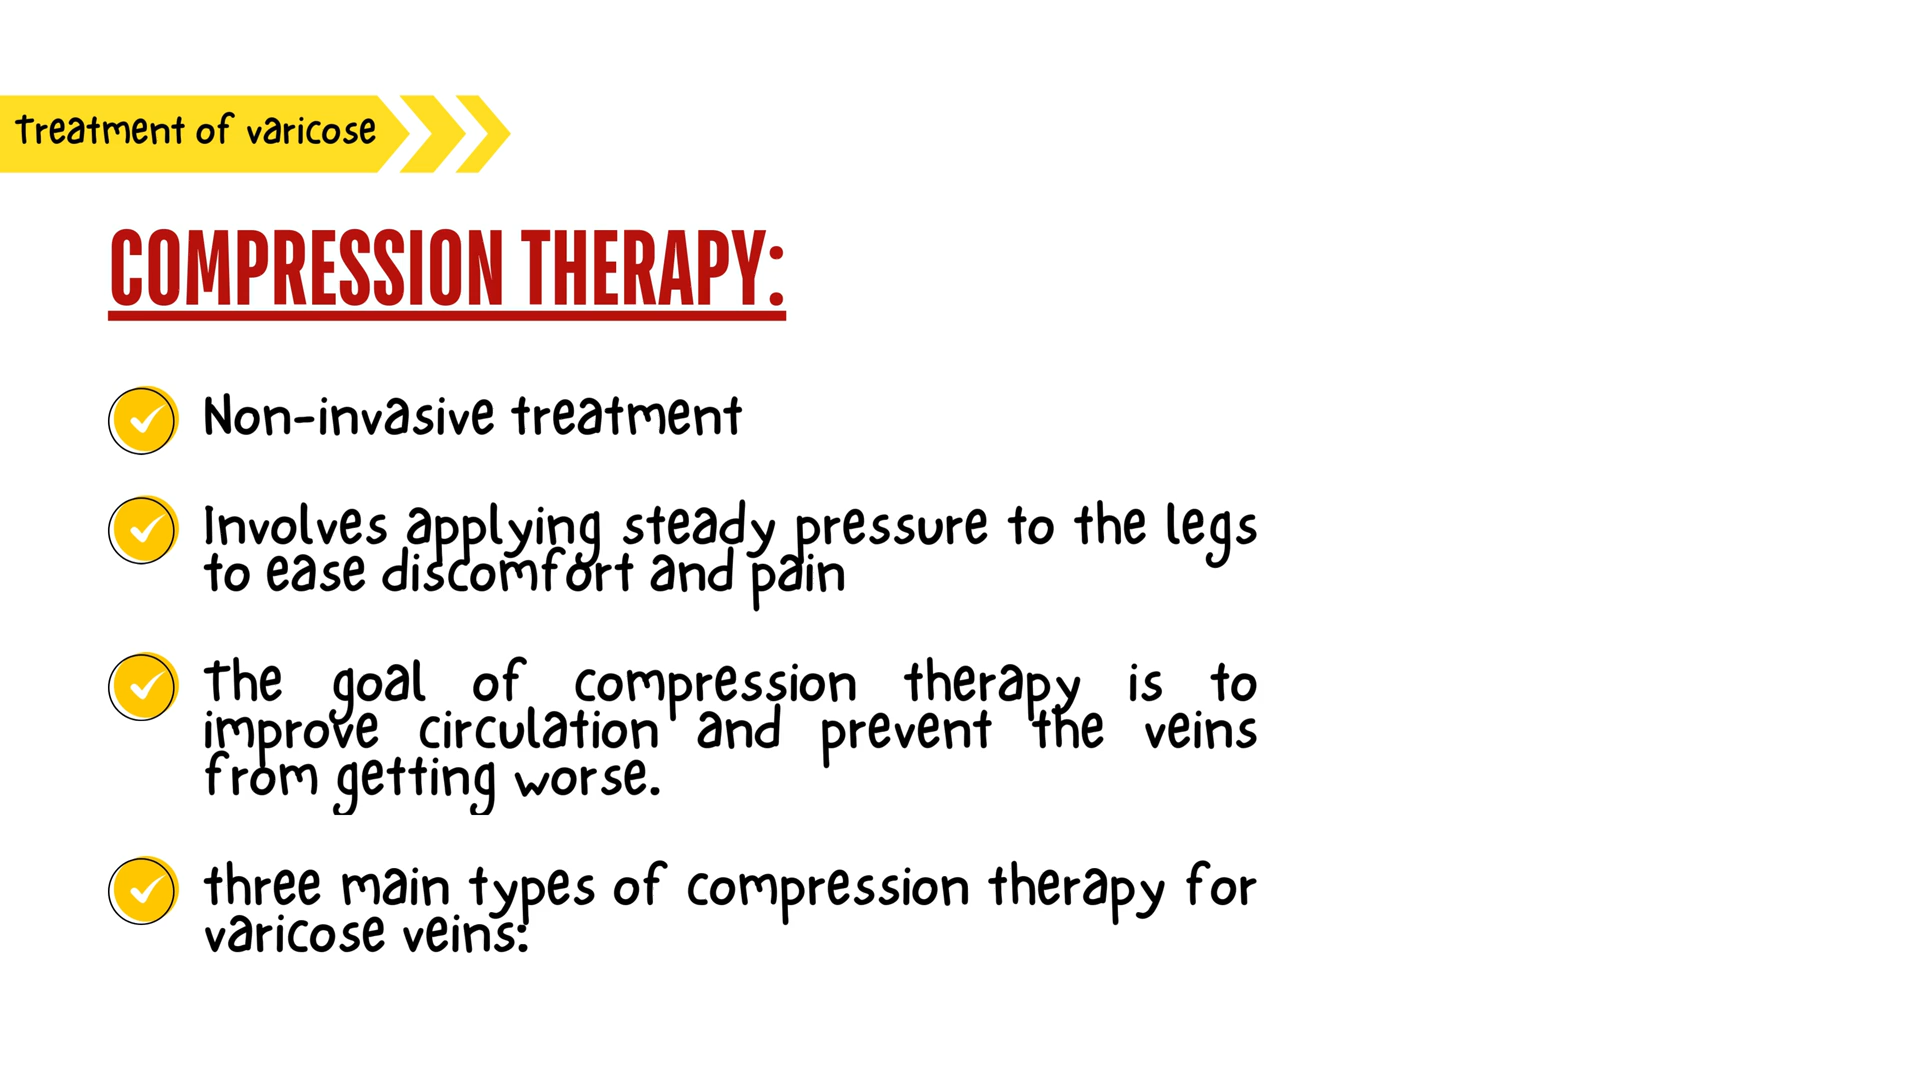 Treatment of varicose
COMPRESSION THERAPY:
Non-invasive treatment
Involves applying steady pressure to the legs
to ease discomfort and pain
The goal of compression therapy is to
improve circulation and prevent the veins
from getting worse.
three main types of compression therapy for
varicose veins: